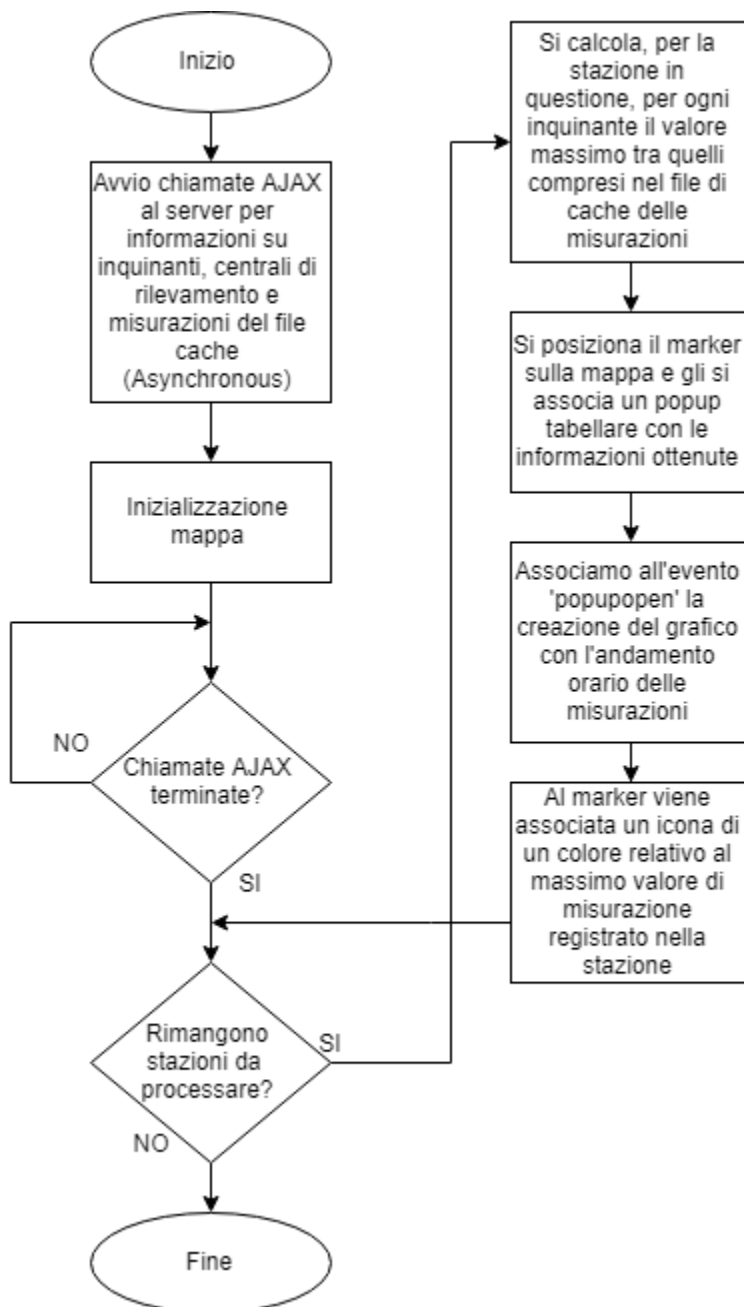 Inizio
Avvio chiamate AJAX
al server per
informazioni su
inquinanti, centrali di
rilevamento e
misurazioni del file
cache
(Asynchronous)
Inizializzazione
mappa
NO
Chiamate AJAX
terminate?
SI
Rimangono
stazioni da
processare?
SI
NO
Fine
Si calcola, per la
stazione in
questione, per ogni
inquinante il valore
massimo tra quelli
compresi nel file di
cache delle
misurazioni
Si posiziona il marker
sulla mappa e gli si
associa un popup
tabellare con le
informazioni ottenute
Associamo all'evento
'popupopen' la
creazione del grafico
con l'andamento
orario delle
misurazioni
Al marker viene
associata un icona di
un colore relativo al
massimo valore di
misurazione
registrato nella
stazione